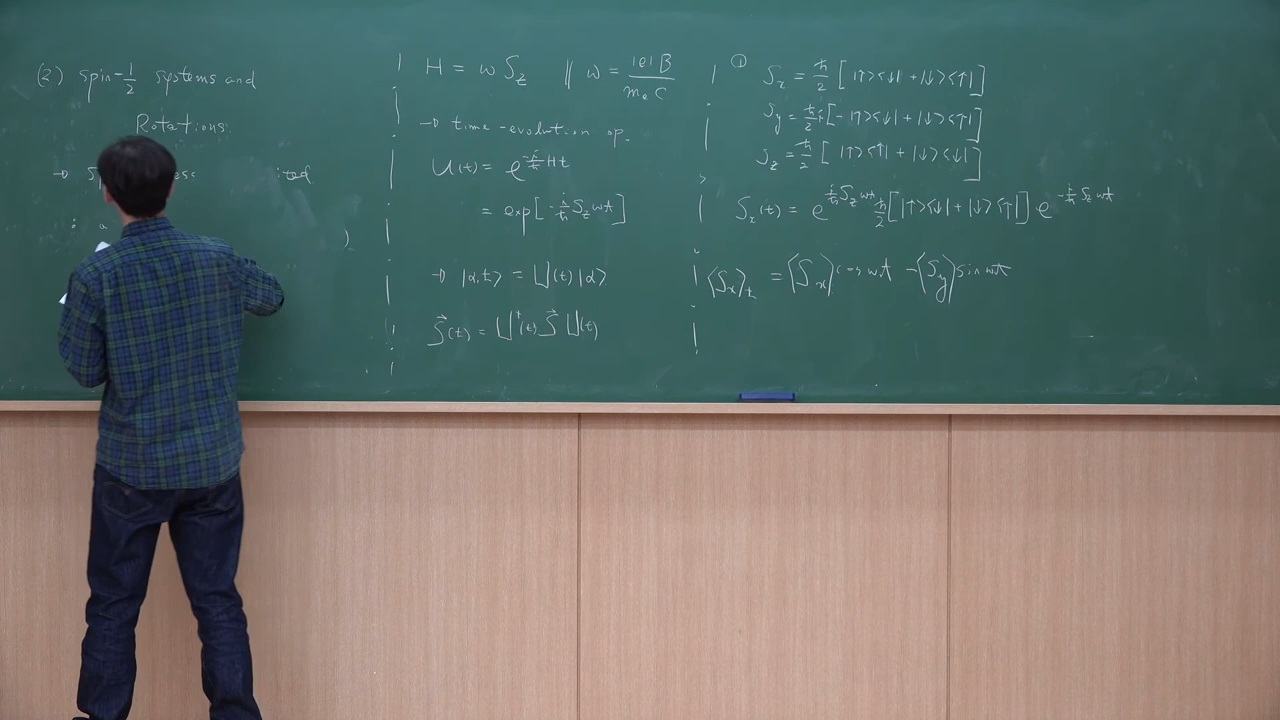 (2) Spin-1/2 systems and
Rotations.
→
H = ω S_z // ω = |e|B / m_e c
→ time-evolution op.
U(t) = e^{-i/ħ Ht}
= exp[-i/ħ S_z ωt]
→ |α,t> = U(t)|α>
S⃗(t) = U†(t) S⃗ U(t)
① S_x = ħ/2 [|↑><↓| + |↓><↑|]
S_y = ħ/2 i[-|↑><↓| + |↓><↑|]
S_z = ħ/2 [|↑><↑| + |↓><↓|]
S_x(t) = e^{i/ħ S_z ωt} ħ/2 [|↑><↓| + |↓><↑|] · e^{-i/ħ S_z ωt}
<S_x>_t = <S_x> cos ωt - <S_y> sin ωt